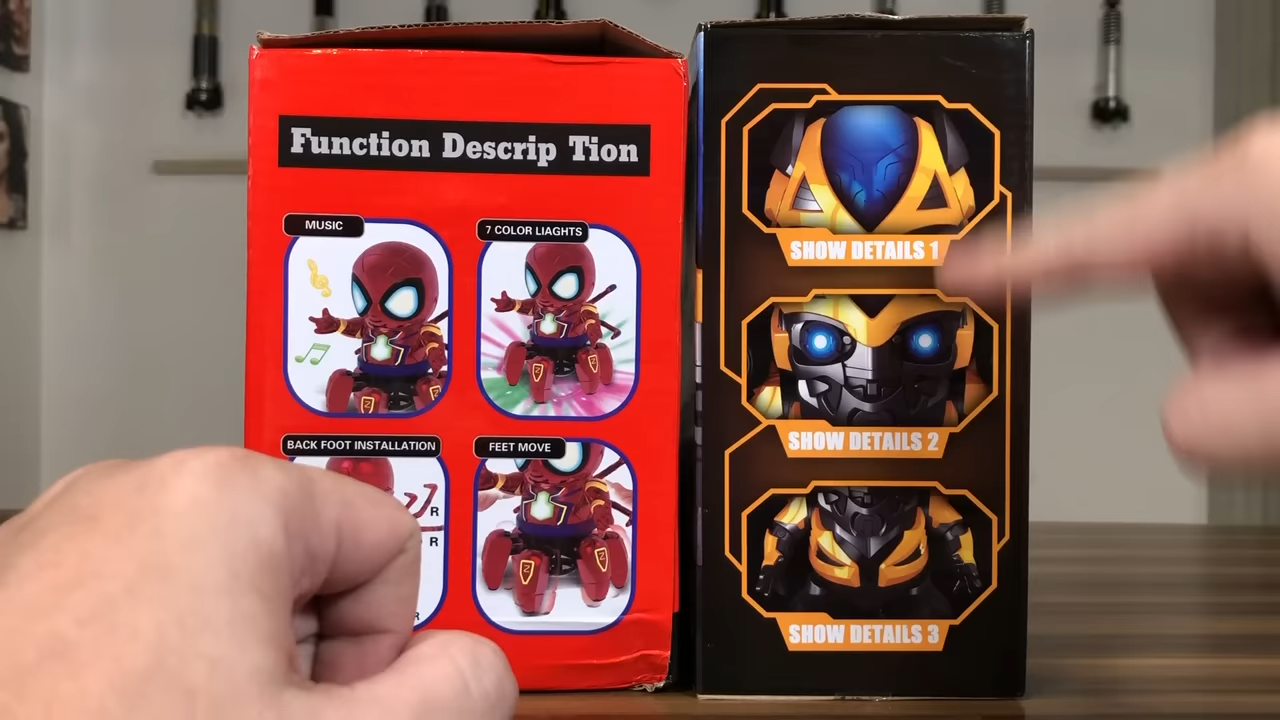 Function Descrip Tion
MUSIC
7 COLOR LIAGHTS
BACK FOOT INSTALLATION
FEET MOVE
R
R
R
SHOW DETAILS 1
SHOW DETAILS 2
SHOW DETAILS 3